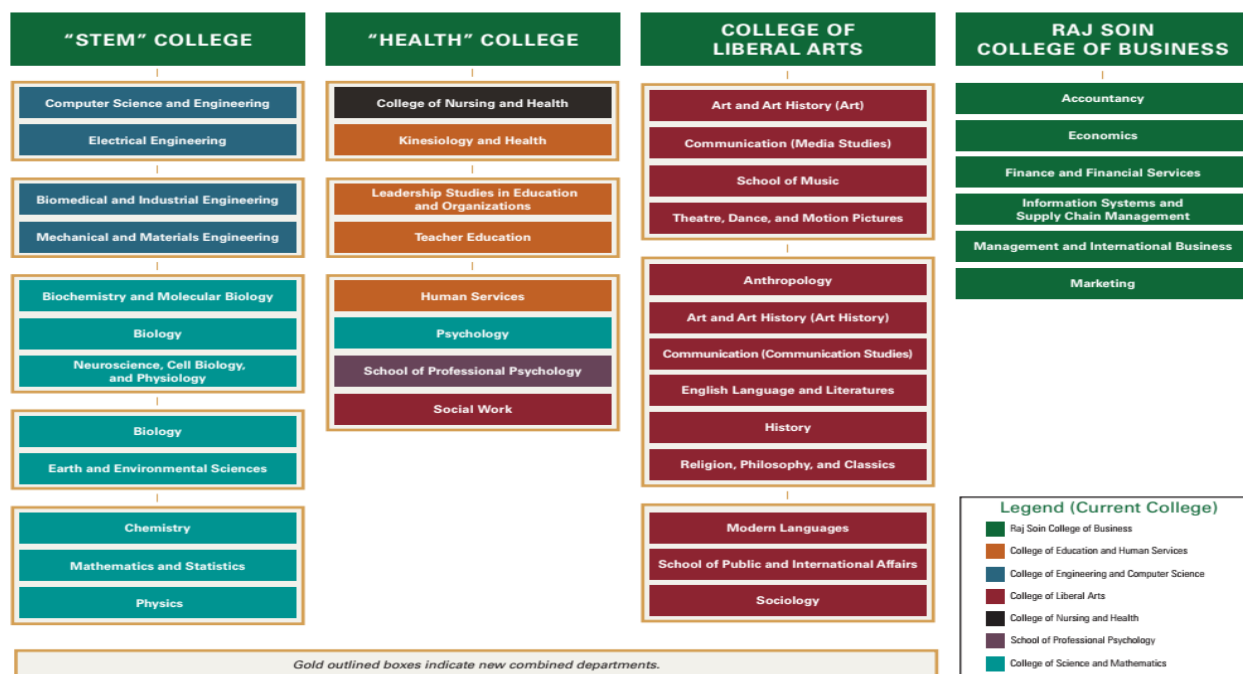 "STEM" COLLEGE
Computer Science and Engineering
Electrical Engineering
Biomedical and Industrial Engineering
Mechanical and Materials Engineering
Biochemistry and Molecular Biology
Biology
Neuroscience, Cell Biology,
and Physiology
Biology
Earth and Environmental Sciences
Chemistry
Mathematics and Statistics
Physics
"HEALTH" COLLEGE
College of Nursing and Health
Kinesiology and Health
Leadership Studies in Education
and Organizations
Teacher Education
Human Services
Psychology
School of Professional Psychology
Social Work
COLLEGE OF
LIBERAL ARTS
Art and Art History (Art)
Communication (Media Studies)
School of Music
Theatre, Dance, and Motion Pictures
Anthropology
Art and Art History (Art History)
Communication (Communication Studies)
English Language and Literatures
History
Religion, Philosophy, and Classics
Modern Languages
School of Public and International Affairs
Sociology
RAJ SOIN
COLLEGE OF BUSINESS
Accountancy
Economics
Finance and Financial Services
Information Systems and
Supply Chain Management
Management and International Business
Marketing
Legend (Current College)
Raj Soin College of Business
College of Education and Human Services
College of Engineering and Computer Science
College of Liberal Arts
College of Nursing and Health
School of Professional Psychology
College of Science and Mathematics
Gold outlined boxes indicate new combined departments.